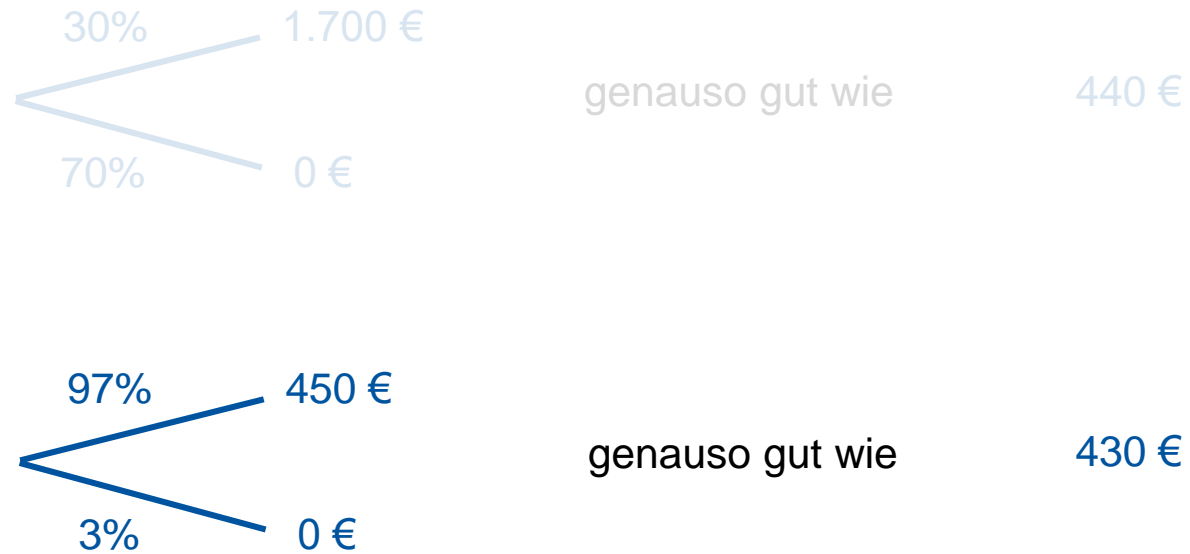 30% 1.700 €
genauso gut wie 440 €
70% 0 €
97% 450 €
genauso gut wie 430 €
3% 0 €